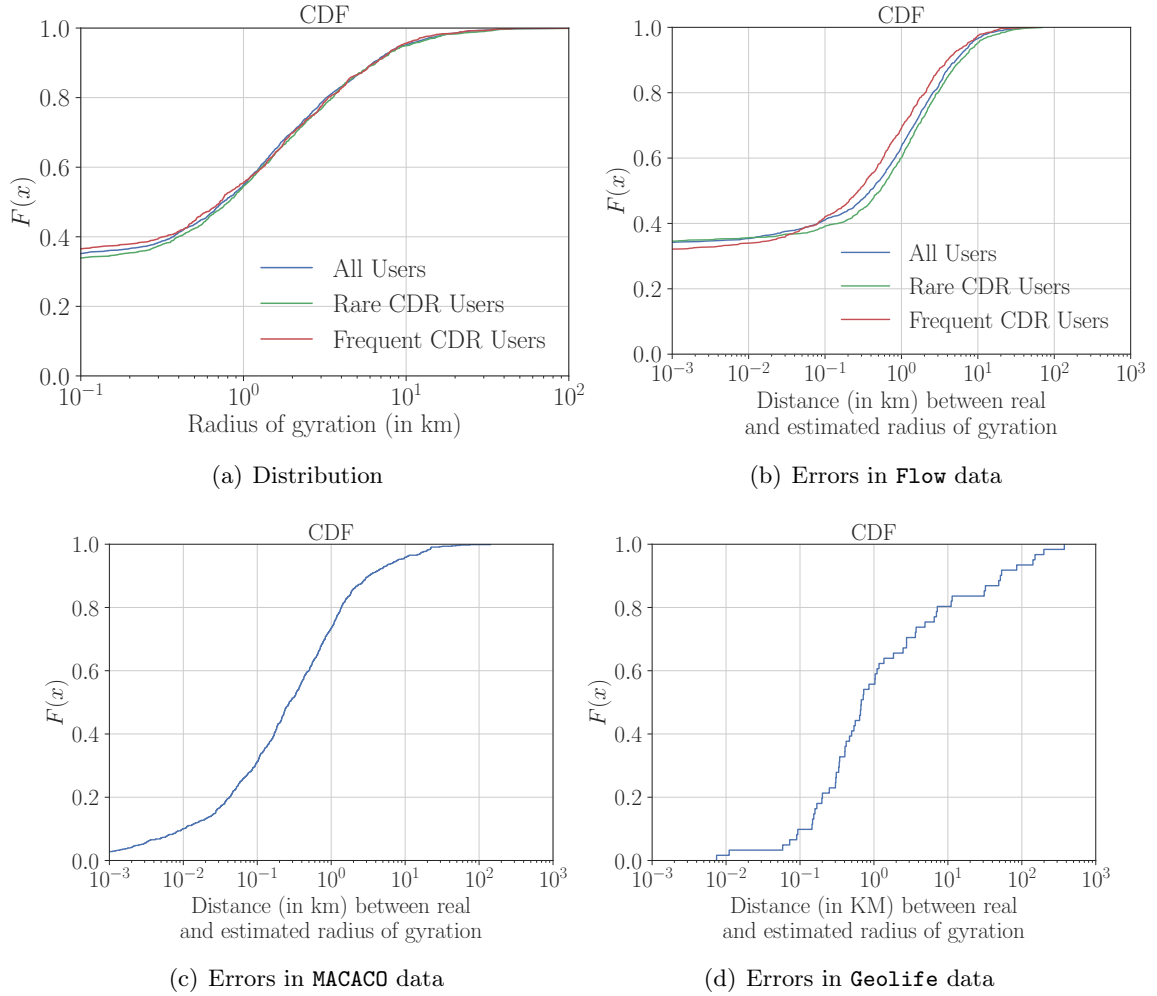 CDF
1.0
0.8
0.6
0.4
0.2
0.0
F(x)
All Users
Rare CDR Users
Frequent CDR Users
10^-1
10^0
10^1
10^2
Radius of gyration (in km)
(a) Distribution
CDF
1.0
0.8
0.6
0.4
0.2
0.0
F(x)
All Users
Rare CDR Users
Frequent CDR Users
10^-3
10^-2
10^-1
10^0
10^1
10^2
10^3
Distance (in km) between real
and estimated radius of gyration
(b) Errors in Flow data
CDF
1.0
0.8
0.6
0.4
0.2
0.0
F(x)
10^-3
10^-2
10^-1
10^0
10^1
10^2
10^3
Distance (in km) between real
and estimated radius of gyration
(c) Errors in MACACO data
CDF
1.0
0.8
0.6
0.4
0.2
0.0
F(x)
10^-3
10^-2
10^-1
10^0
10^1
10^2
10^3
Distance (in KM) between real
and estimated radius of gyration
(d) Errors in Geolife data